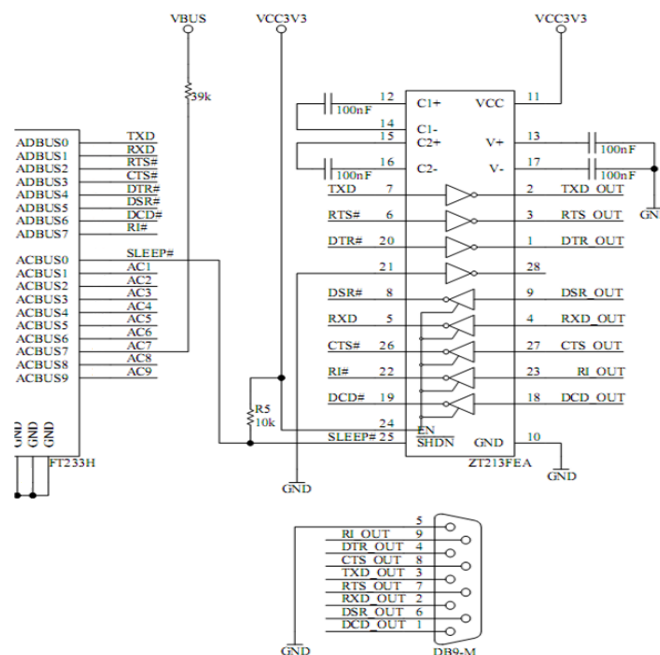 VBUS
VCC3V3
VCC3V3
39k
ADBUS0 TXD
ADBUS1 RXD
ADBUS2 RTS#
ADBUS3 CTS#
ADBUS4 DTR#
ADBUS5 DSR#
ADBUS6 DCD#
ADBUS7 RI#
ACBUS0 SLEEP#
ACBUS1 AC1
ACBUS2 AC2
ACBUS3 AC3
ACBUS4 AC4
ACBUS5 AC5
ACBUS6 AC6
ACBUS7 AC7
ACBUS8 AC8
ACBUS9 AC9
GND
GND
GND
FT233H
R5
10k
100nF 12 C1+ VCC 11
14 C1-
15 C2+ V+ 13 100nF
100nF 16 C2- V- 17 100nF
GND
TXD 7 2 TXD_OUT
RTS# 6 3 RTS_OUT
DTR# 20 1 DTR_OUT
21 28
DSR# 8 9 DSR_OUT
RXD 5 4 RXD_OUT
CTS# 26 27 CTS_OUT
RI# 22 23 RI_OUT
DCD# 19 18 DCD_OUT
24 EN
SLEEP# 25 SHDN GND 10
ZT213FEA
GND
GND
5
RI_OUT 9
DTR_OUT 4
CTS_OUT 8
TXD_OUT 3
RTS_OUT 7
RXD_OUT 2
DSR_OUT 6
DCD_OUT 1
GND
DB9-M